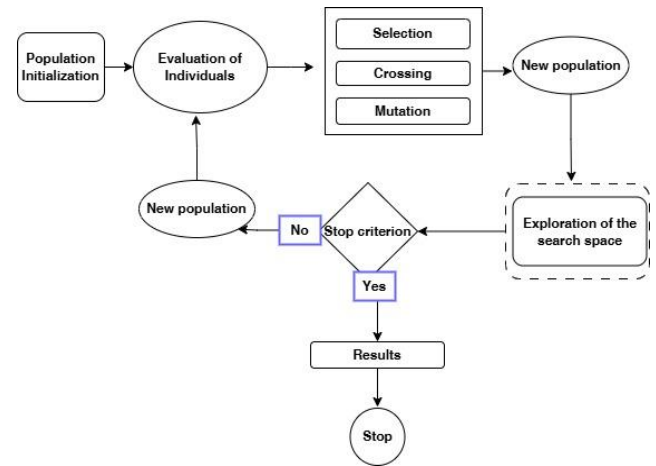 Population
Initialization
Evaluation of
Individuals
Selection
Crossing
Mutation
New population
Exploration of the
search space
Stop criterion
No
New population
Yes
Results
Stop